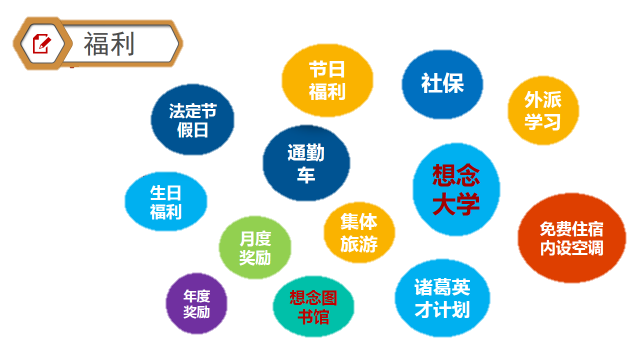 福利
节日
福利
社保
外派
学习
法定节
假日
通勤
车
想念
大学
生日
福利
集体
旅游
免费住宿
内设空调
月度
奖励
年度
奖励
想念图
书馆
诸葛英
才计划